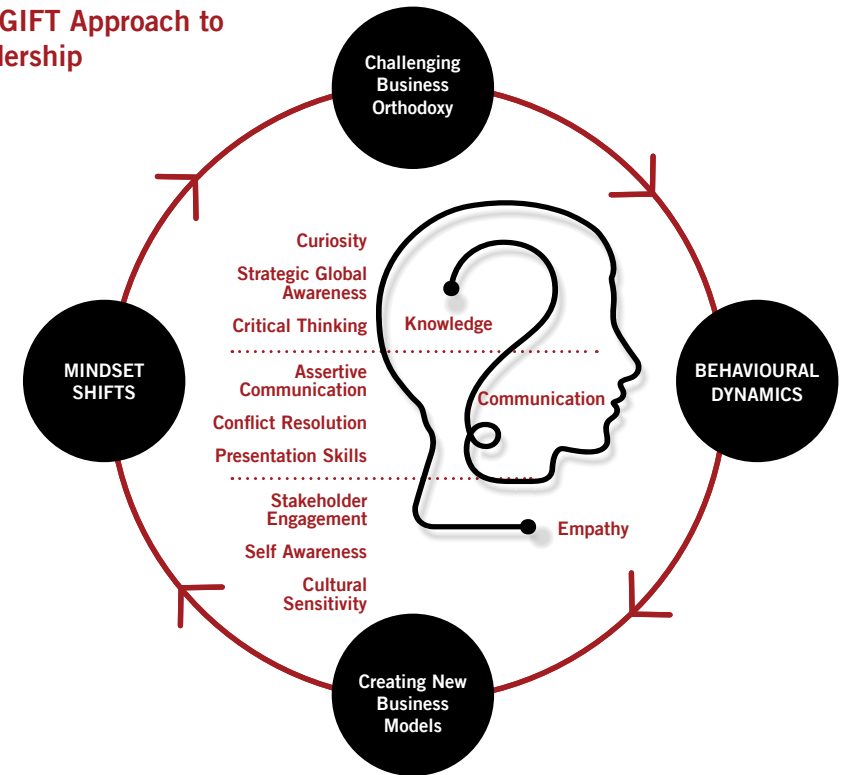 GIFT Approach to
Challenging
Business
Orthodoxy
Curiosity
Strategic Global
Awareness
Critical Thinking
Knowledge
MINDSET
SHIFTS
Assertive
Communication
Conflict Resolution
Presentation Skills
Communication
BEHAVIOURAL
DYNAMICS
Stakeholder
Engagement
Self Awareness
Cultural
Sensitivity
Empathy
Creating New
Business
Models